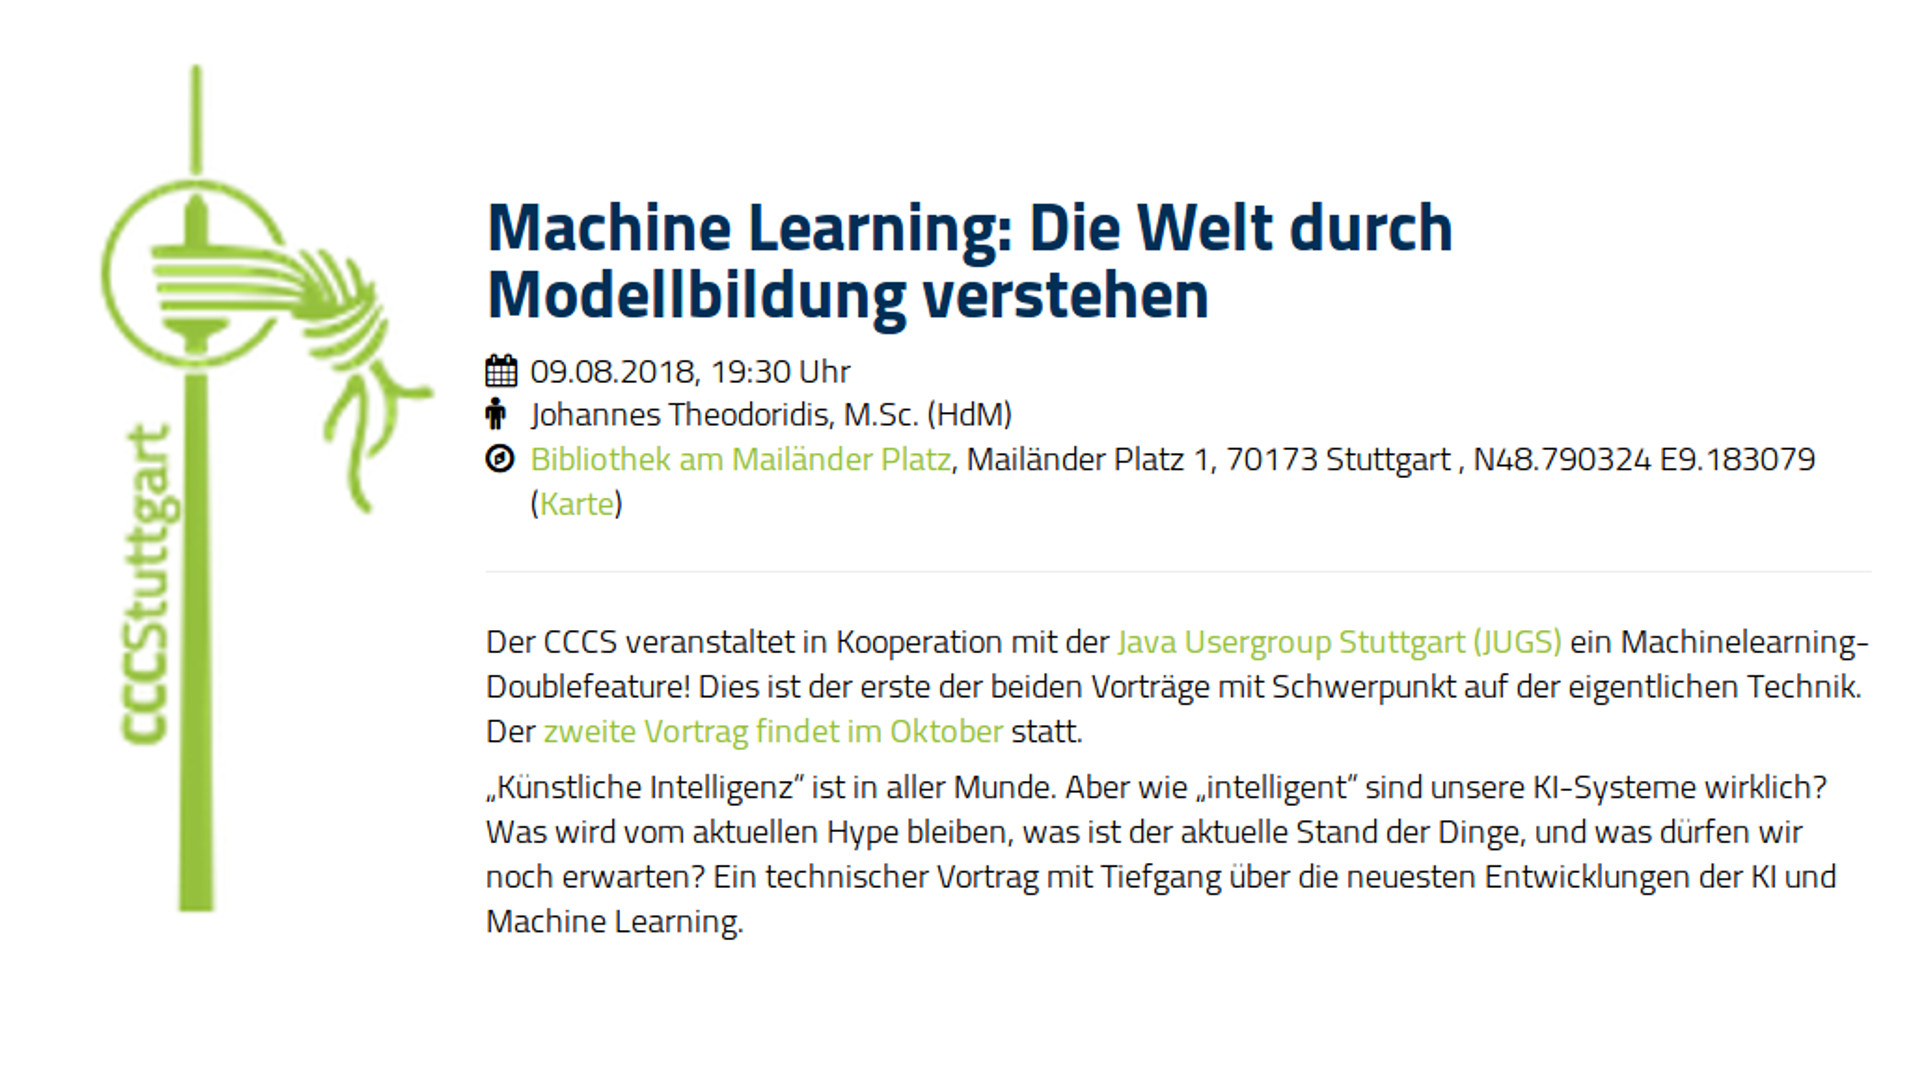 CCCStuttgart
Machine Learning: Die Welt durch
Modellbildung verstehen
09.08.2018, 19:30 Uhr
Johannes Theodoridis, M.Sc. (HdM)
Bibliothek am Mailänder Platz, Mailänder Platz 1, 70173 Stuttgart , N48.790324 E9.183079
(Karte)
Der CCCS veranstaltet in Kooperation mit der Java Usergroup Stuttgart (JUGS) ein Machinelearning-
Doublefeature! Dies ist der erste der beiden Vorträge mit Schwerpunkt auf der eigentlichen Technik.
Der zweite Vortrag findet im Oktober statt.
„Künstliche Intelligenz“ ist in aller Munde. Aber wie „intelligent“ sind unsere KI-Systeme wirklich?
Was wird vom aktuellen Hype bleiben, was ist der aktuelle Stand der Dinge, und was dürfen wir
noch erwarten? Ein technischer Vortrag mit Tiefgang über die neuesten Entwicklungen der KI und
Machine Learning.